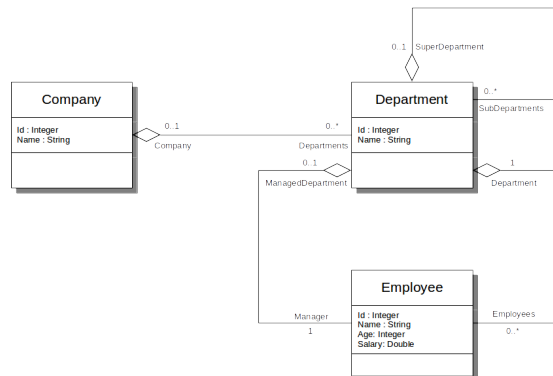 0..1 SuperDepartment
Company
Id : Integer
Name : String
0..1
Company
0..*
Departments
Department
Id : Integer
Name : String
0..*
SubDepartments
0..1
ManagedDepartment
1
Department
Employee
Id : Integer
Name : String
Age: Integer
Salary: Double
Manager
1
Employees
0..*